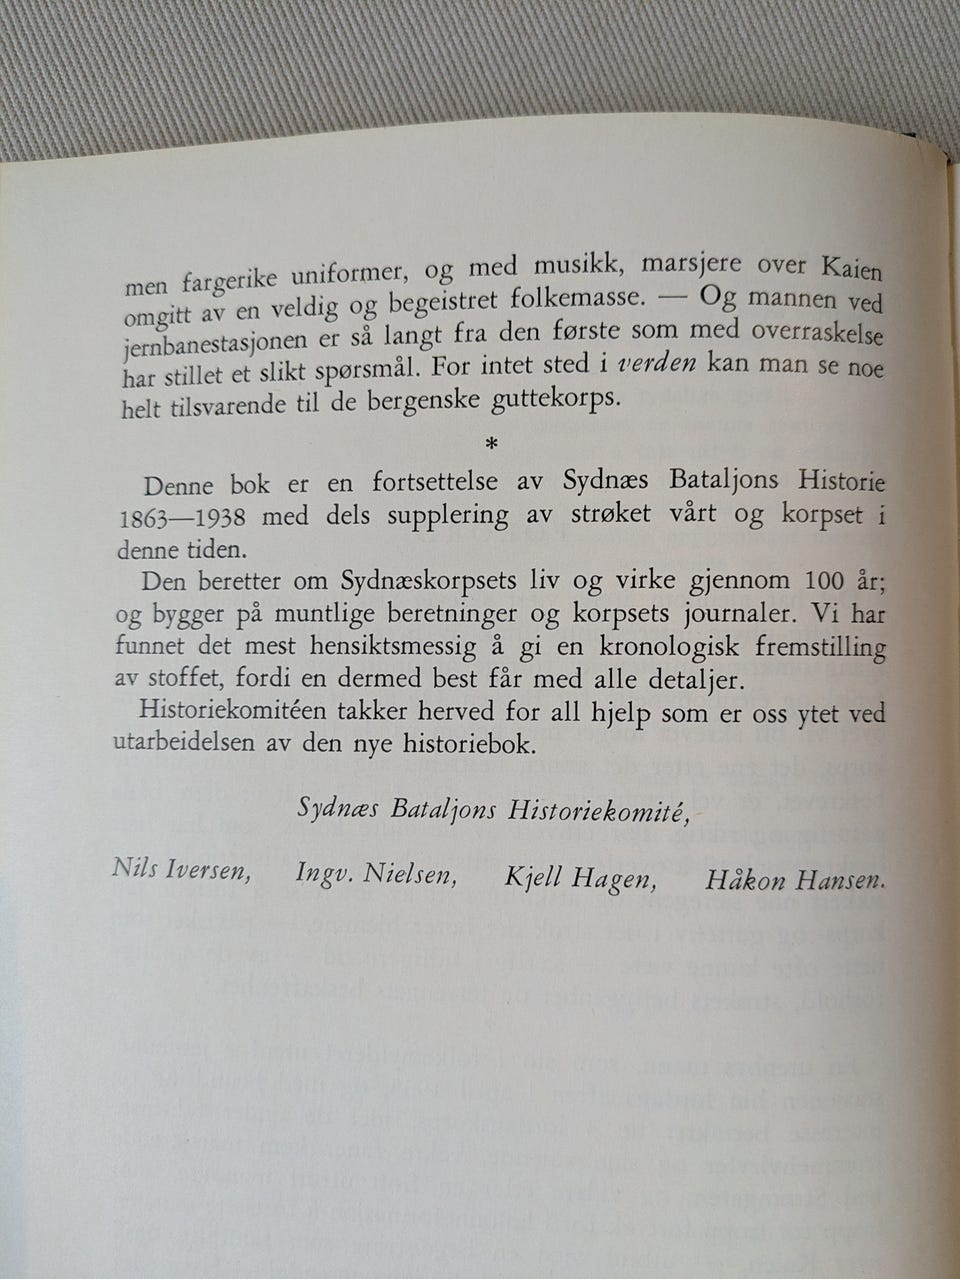 men fargerike uniformer, og med musikk, marsjere over Kaien
omgitt av en veldig og begeistret folkemasse. — Og mannen ved
jernbanestasjonen er så langt fra den første som med overraskelse
har stillet et slikt spørsmål. For intet sted i verden kan man se noe
helt tilsvarende til de bergenske guttekorps.
*
Denne bok er en fortsettelse av Sydnæs Bataljons Historie
1863—1938 med dels supplering av strøket vårt og korpset i
denne tiden.
Den beretter om Sydnæskorpsets liv og virke gjennom 100 år;
og bygger på muntlige beretninger og korpsets journaler. Vi har
funnet det mest hensiktsmessig å gi en kronologisk fremstilling
av stoffet, fordi en dermed best får med alle detaljer.
Historiekomitéen takker herved for all hjelp som er oss ytet ved
utarbeidelsen av den nye historiebok.
Sydnæs Bataljons Historiekomité,
Nils Iversen, Ingv. Nielsen, Kjell Hagen, Håkon Hansen.